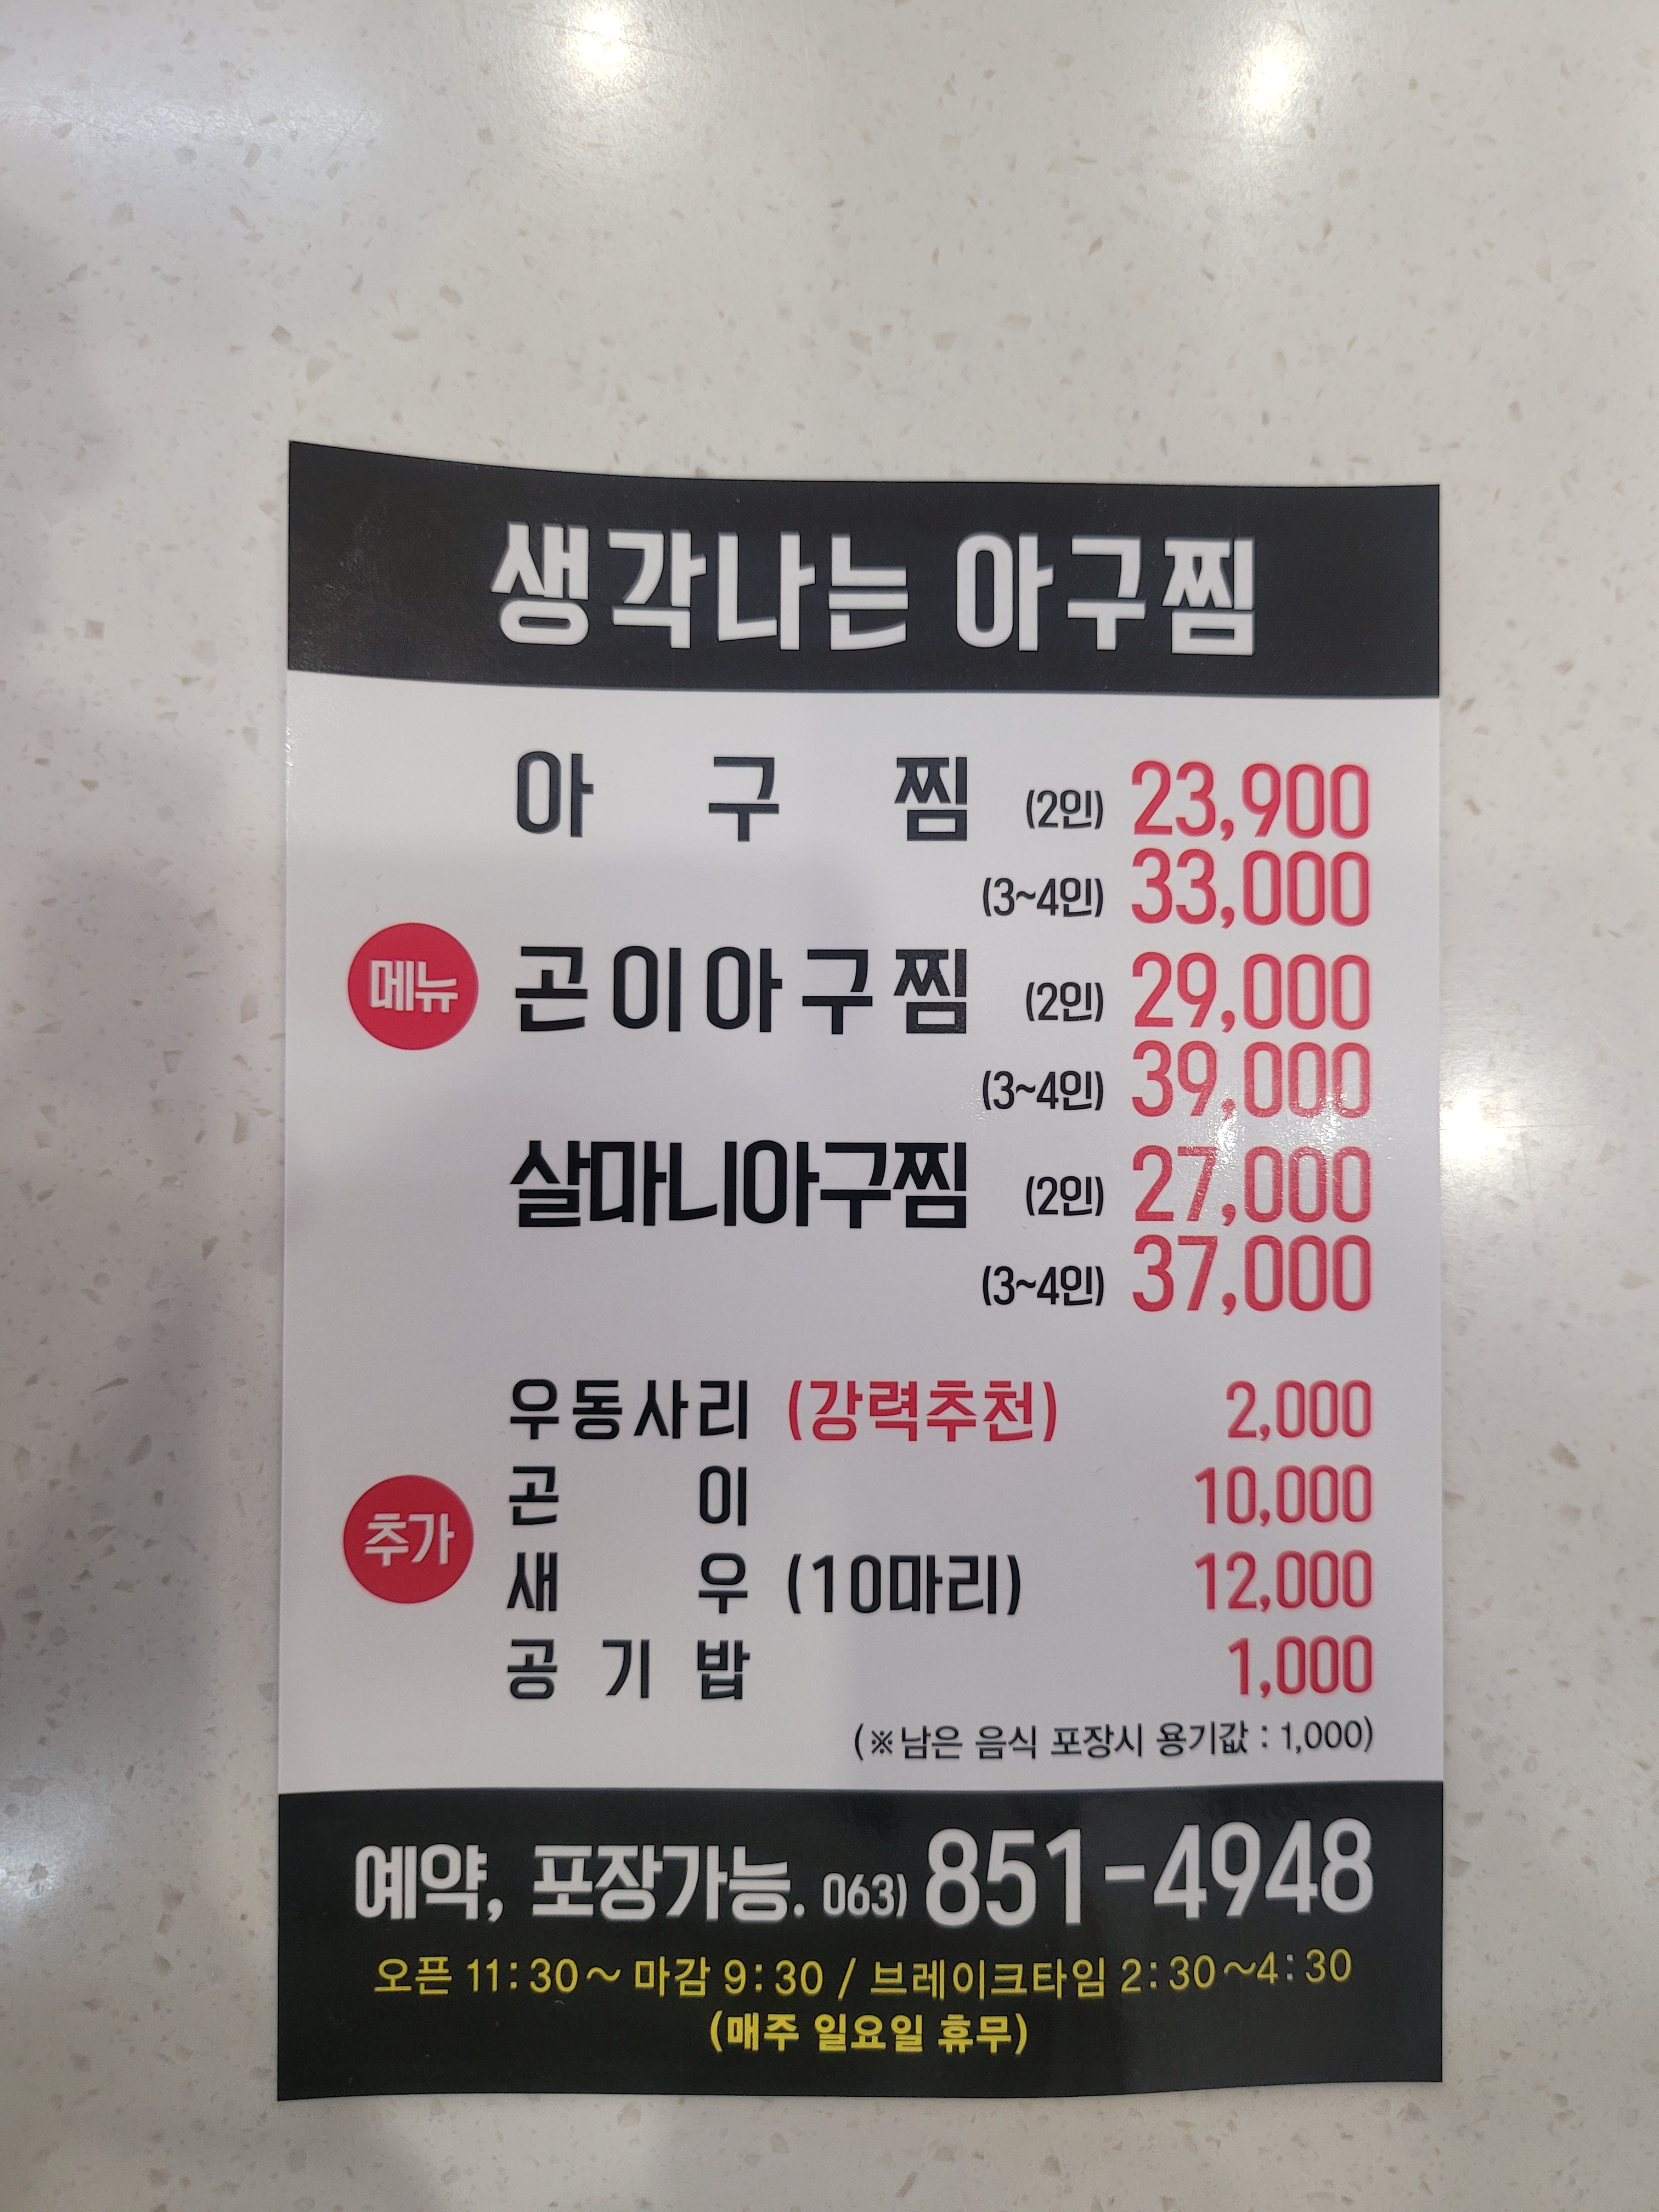 생각나는 아구찜
아구찜 (2인) 23,900
(3~4인) 33,000
메뉴 곤이아구찜 (2인) 29,000
(3~4인) 39,000
살마니아구찜 (2인) 27,000
(3~4인) 37,000
우동사리 (강력추천) 2,000
곤이 10,000
추가 새우 (10마리) 12,000
공기밥 1,000
(※남은 음식 포장시 용기값 : 1,000)
예약, 포장가능. 063) 851-4948
오픈 11:30~ 마감 9:30 / 브레이크타임 2:30~4:30
(매주 일요일 휴무)